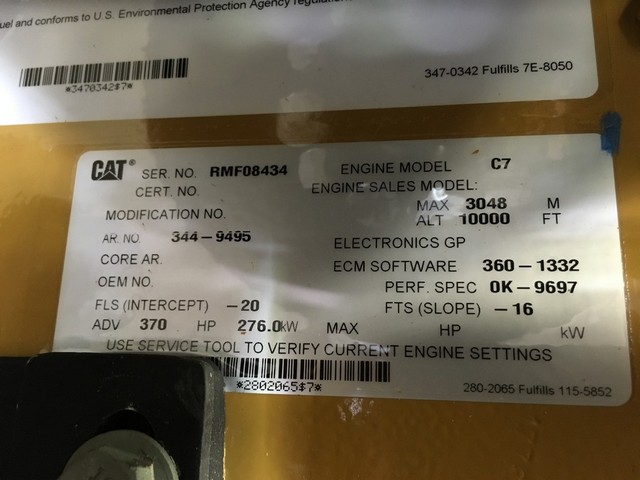 uel and conforms to U.S. Environmental Protection Agency regulation
*3470342$7*
347-0342 Fulfills 7E-8050
CAT® SER. NO. RMF08434 ENGINE MODEL C7
CERT. NO. ENGINE SALES MODEL:
MODIFICATION NO. MAX 3048 M
ALT 10000 FT
AR. NO. 344-9495 ELECTRONICS GP
CORE AR. ECM SOFTWARE 360-1332
OEM NO. PERF. SPEC 0K-9697
FLS (INTERCEPT) -20 FTS (SLOPE) -16
ADV 370 HP 276.0kW MAX HP kW
USE SERVICE TOOL TO VERIFY CURRENT ENGINE SETTINGS
*2802065$7*
280-2065 Fulfills 115-5852